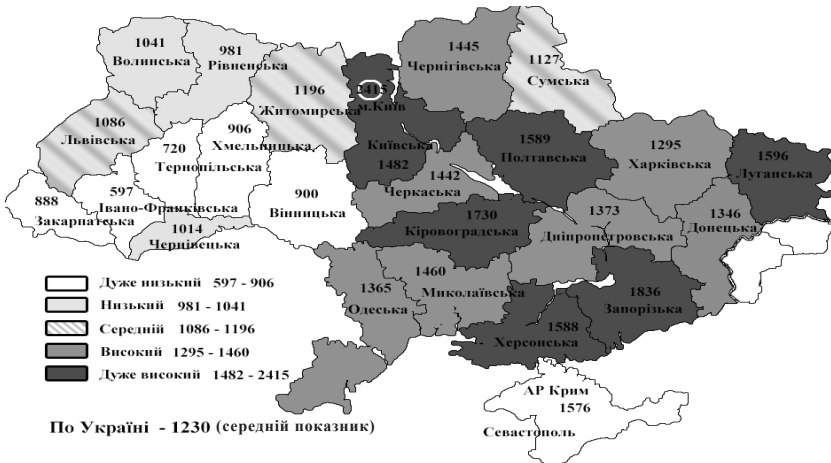 1041
Волинська
981
Рівненська
1196
Житомирська
2415
м.Київ
1445
Чернігівська
1127
Сумська
1086
Львівська
720
Тернопільська
906
Хмельницька
Київська
1482
1589
Полтавська
1295
Харківська
1596
Луганська
888
Закарпатська
597
Івано-Франківська
900
Вінницька
1442
Черкаська
1014
Чернівецька
1730
Кіровоградська
1373
Дніпропетровська
1346
Донецька
1365
Одеська
1460
Миколаївська
1588
Херсонська
1836
Запорізька
АР Крим
1576
Севастополь
Дуже низький 597 - 906
Низький 981 - 1041
Середній 1086 - 1196
Високий 1295 - 1460
Дуже високий 1482 - 2415
По Україні - 1230 (середній показник)